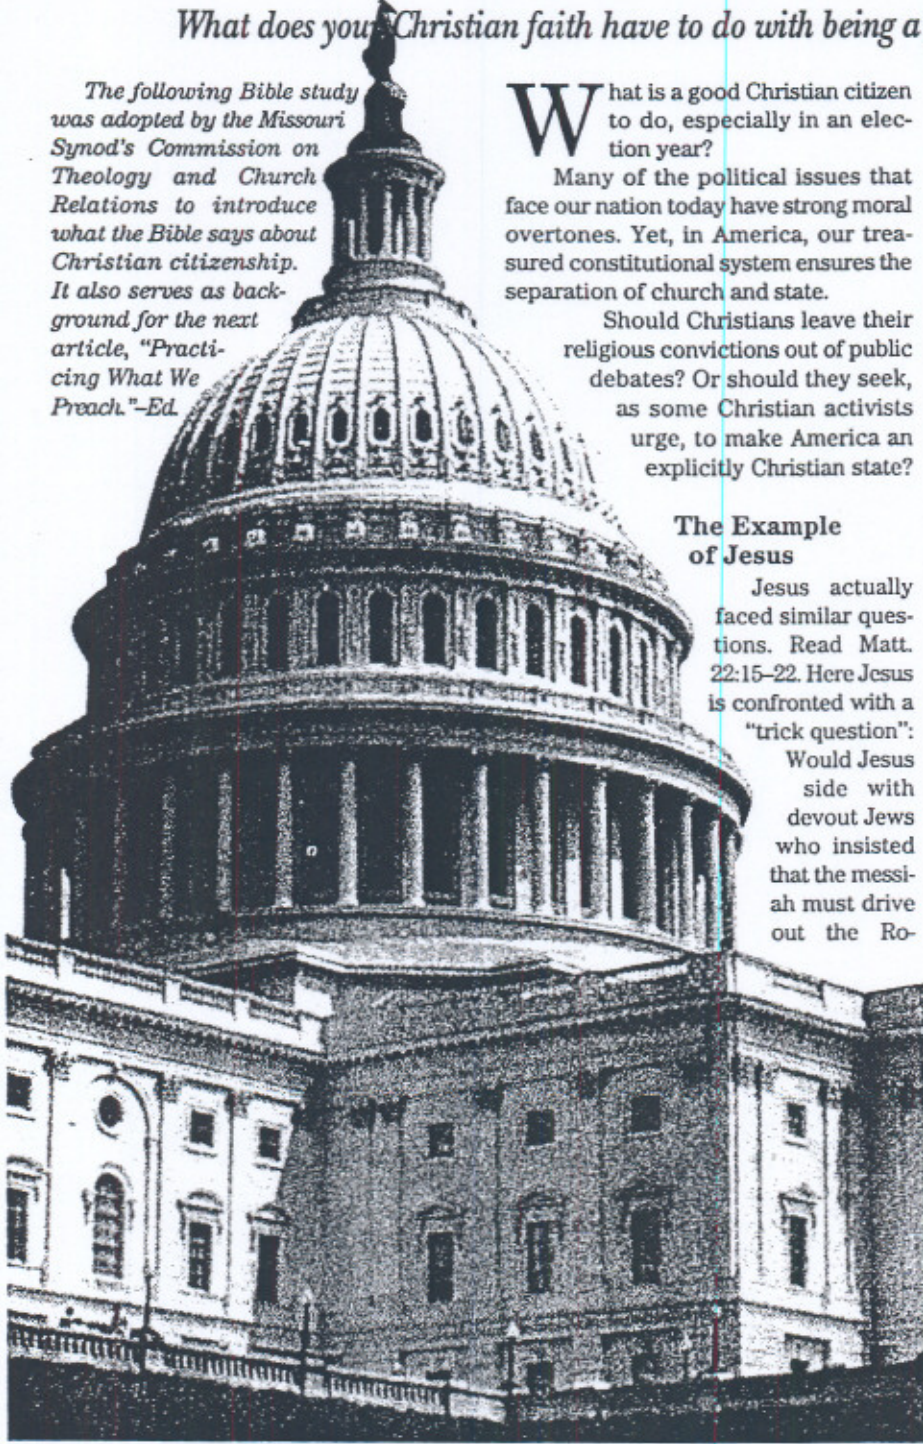 What does your Christian faith have to do with being a
The following Bible study
was adopted by the Missouri
Synod's Commission on
Theology and Church
Relations to introduce
what the Bible says about
Christian citizenship.
It also serves as back-
ground for the next
article, "Practi-
cing What We
Preach."–Ed.
What is a good Christian citizen
to do, especially in an elec-
tion year?
Many of the political issues that
face our nation today have strong moral
overtones. Yet, in America, our trea-
sured constitutional system ensures the
separation of church and state.
Should Christians leave their
religious convictions out of public
debates? Or should they seek,
as some Christian activists
urge, to make America an
explicitly Christian state?
The Example
of Jesus
Jesus actually
faced similar ques-
tions. Read Matt.
22:15–22. Here Jesus
is confronted with a
"trick question":
Would Jesus
side with
devout Jews
who insisted
that the messi-
ah must drive
out the Ro-